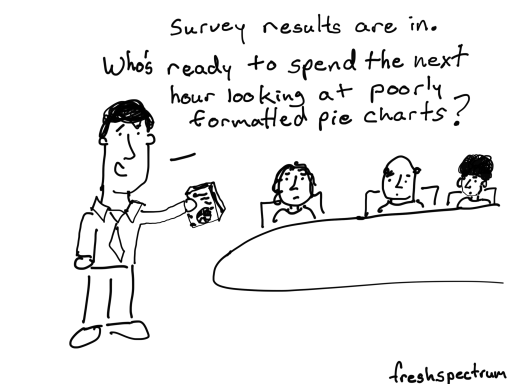 Survey results are in.
Who's ready to spend the next
hour looking at poorly
formatted pie charts?
freshspectrum